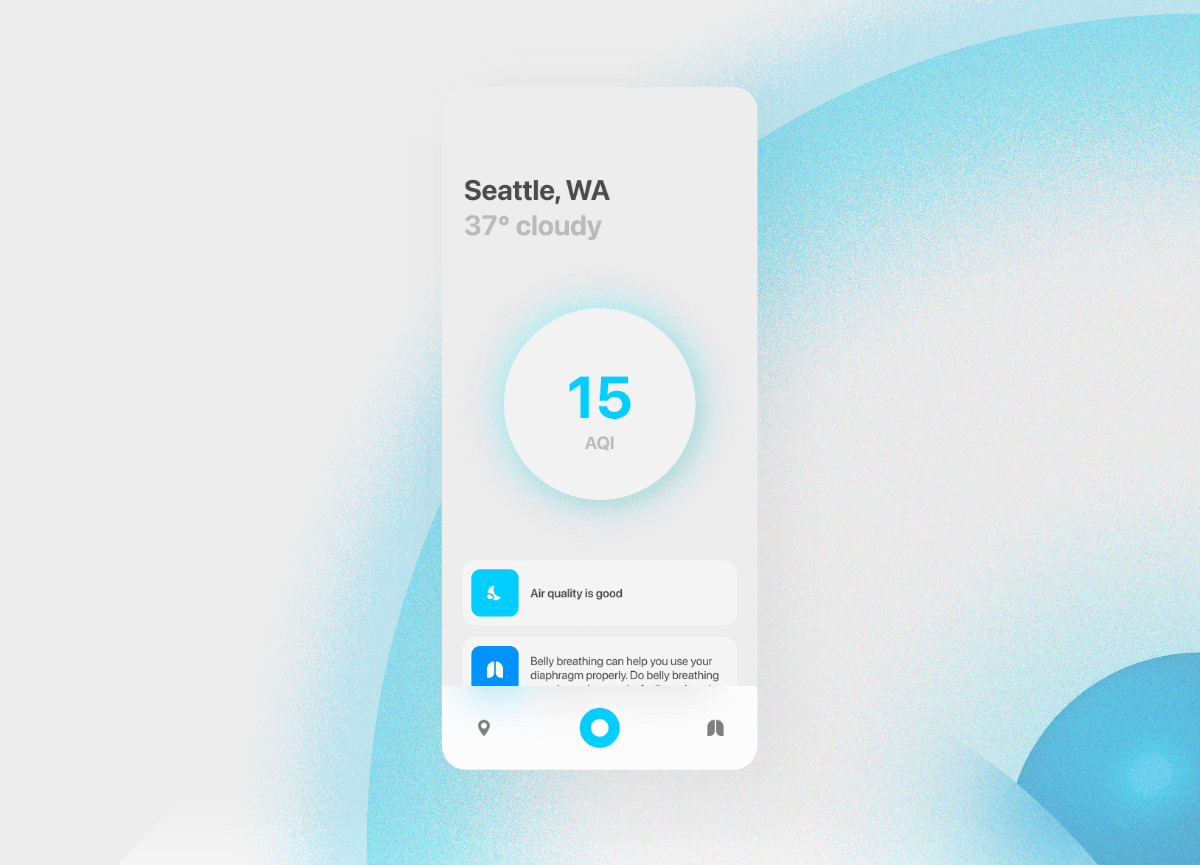 Seattle, WA
37° cloudy
15
AQI
Air quality is good
Belly breathing can help you use your
diaphragm properly. Do belly breathing